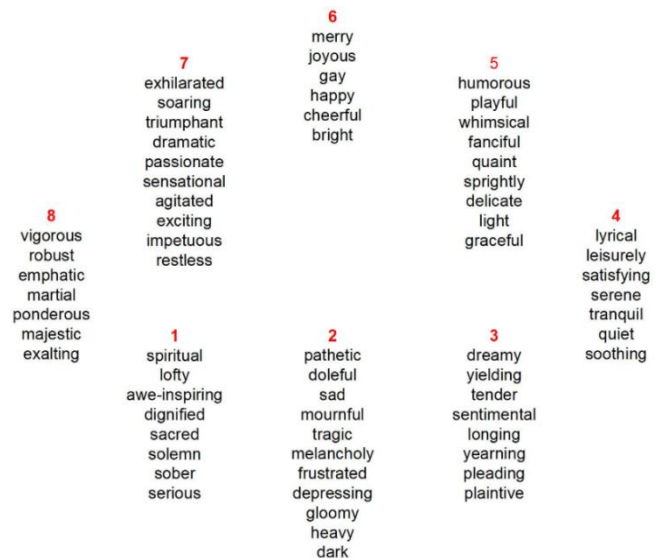 6
merry
joyous
gay
happy
cheerful
bright
7
exhilarated
soaring
triumphant
dramatic
passionate
sensational
agitated
exciting
impetuous
restless
5
humorous
playful
whimsical
fanciful
quaint
sprightly
delicate
light
graceful
8
vigorous
robust
emphatic
martial
ponderous
majestic
exalting
4
lyrical
leisurely
satisfying
serene
tranquil
quiet
soothing
1
spiritual
lofty
awe-inspiring
dignified
sacred
solemn
sober
serious
2
pathetic
doleful
sad
mournful
tragic
melancholy
frustrated
depressing
gloomy
heavy
dark
3
dreamy
yielding
tender
sentimental
longing
yearning
pleading
plaintive